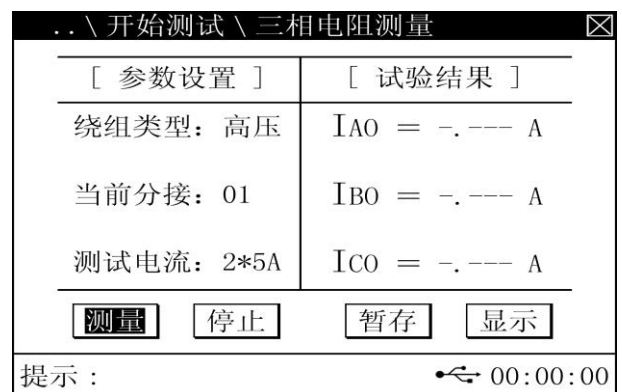 ..\开始测试\三相电阻测量
[ 参数设置 ] [ 试验结果 ]
绕组类型: 高压 IAO = -.--- A
当前分接: 01 IBO = -.--- A
测试电流: 2*5A ICO = -.--- A
测量 停止 暂存 显示
提示: 00:00:00